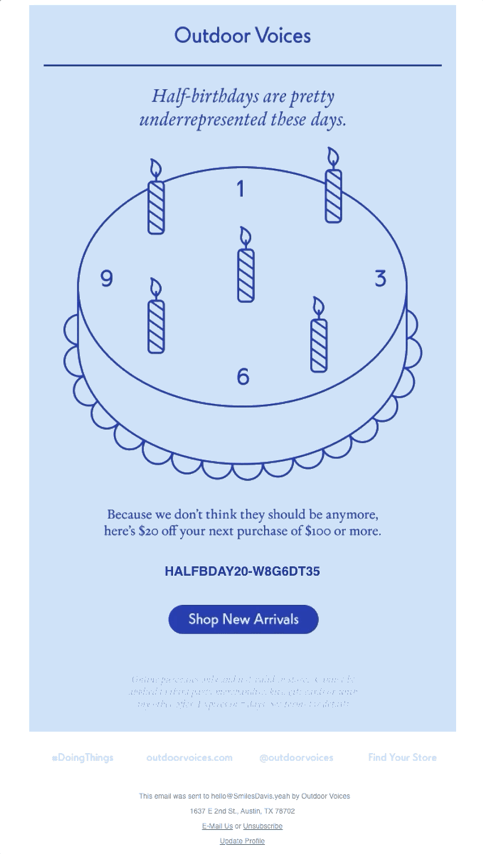 Outdoor Voices
Half-birthdays are pretty
underrepresented these days.
1
9
3
6
Because we don't think they should be anymore,
here's $20 off your next purchase of $100 or more.
HALFBDAY20-W8G6DT35
Shop New Arrivals
#DoingThings outdoorvoices.com @outdoorvoices Find Your Store
This email was sent to hello@SmilesDavis.yeah by Outdoor Voices
1637 E 2nd St., Austin, TX 78702
E-Mail Us or Unsubscribe
Update Profile